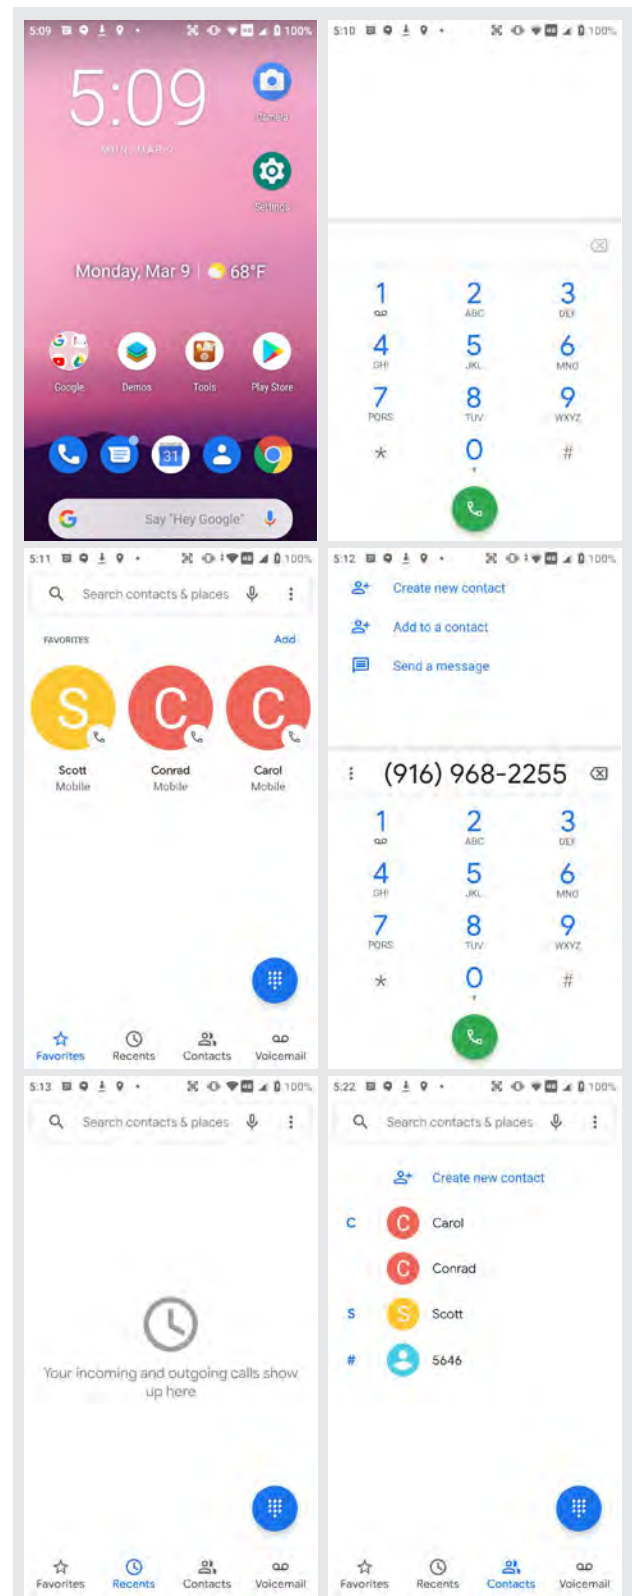 5:09 100%
5:09
MON, MAR 9
Camera
Settings
Monday, Mar 9 | 68°F
Google Demos Tools Play Store
31
G Say "Hey Google"
5:10 100%
1 2 3
ABC DEF
4 5 6
GHI JKL MNO
7 8 9
PQRS TUV WXYZ
* 0 #
5:11 100%
Search contacts & places
FAVORITES Add
S C C
Scott Conrad Carol
Mobile Mobile Mobile
Favorites Recents Contacts Voicemail
5:12 100%
Create new contact
Add to a contact
Send a message
(916) 968-2255
1 2 3
ABC DEF
4 5 6
GHI JKL MNO
7 8 9
PQRS TUV WXYZ
* 0 #
5:13 100%
Search contacts & places
Your incoming and outgoing calls show
up here
Favorites Recents Contacts Voicemail
5:22 100%
Search contacts & places
Create new contact
C C Carol
C Conrad
S S Scott
# 5646
Favorites Recents Contacts Voicemail